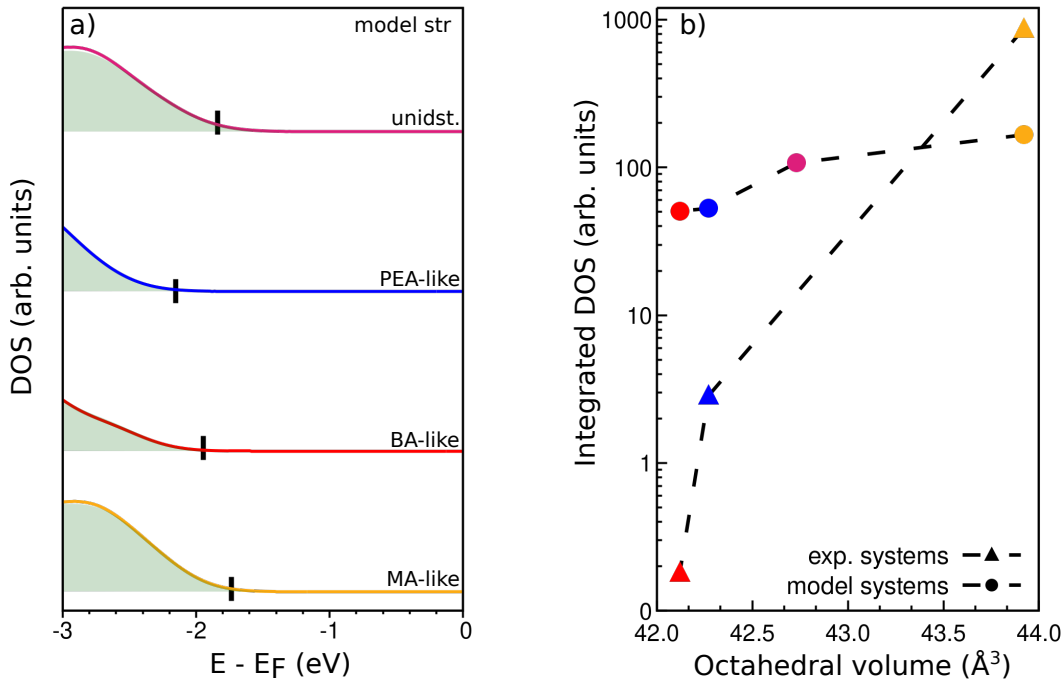 a)
model str
unidst.
PEA-like
BA-like
MA-like
DOS (arb. units)
-3
-2
-1
0
E - EF (eV)
b)
1000
100
10
1
0
Integrated DOS (arb. units)
exp. systems
model systems
42.0
42.5
43.0
43.5
44.0
Octahedral volume (Å³)